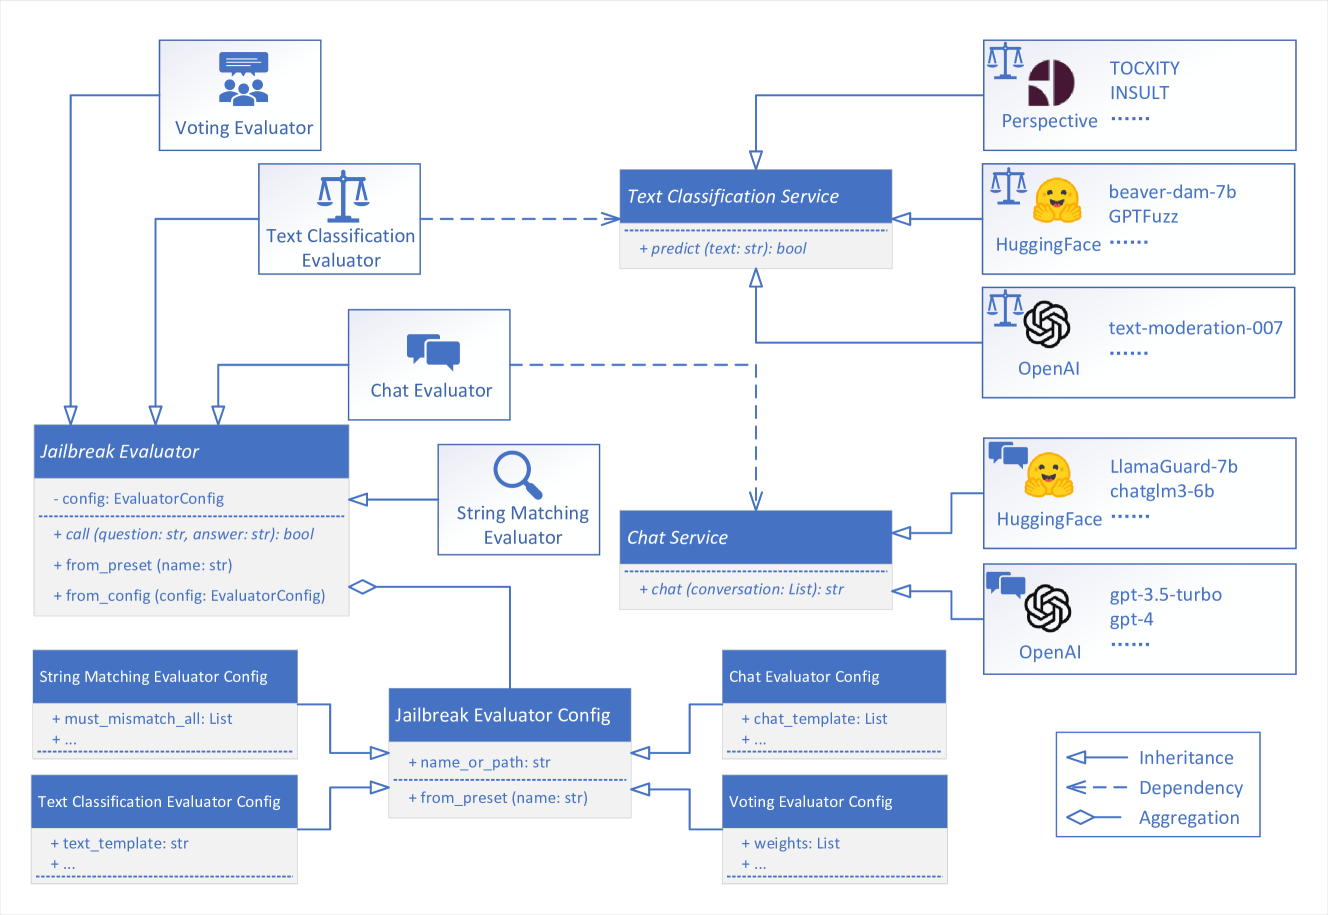 Voting Evaluator
Text Classification
Evaluator
Chat Evaluator
Jailbreak Evaluator
- config: EvaluatorConfig
+ call (question: str, answer: str): bool
+ from_preset (name: str)
+ from_config (config: EvaluatorConfig)
String Matching
Evaluator
Text Classification Service
+ predict (text: str): bool
Chat Service
+ chat (conversation: List): str
Perspective
TOCXITY
INSULT
......
HuggingFace
beaver-dam-7b
GPTFuzz
......
OpenAI
text-moderation-007
......
HuggingFace
LlamaGuard-7b
chatglm3-6b
......
OpenAI
gpt-3.5-turbo
gpt-4
......
String Matching Evaluator Config
+ must_mismatch_all: List
+ ...
Text Classification Evaluator Config
+ text_template: str
+ ...
Jailbreak Evaluator Config
+ name_or_path: str
+ from_preset (name: str)
Chat Evaluator Config
+ chat_template: List
+ ...
Voting Evaluator Config
+ weights: List
+ ...
Inheritance
Dependency
Aggregation